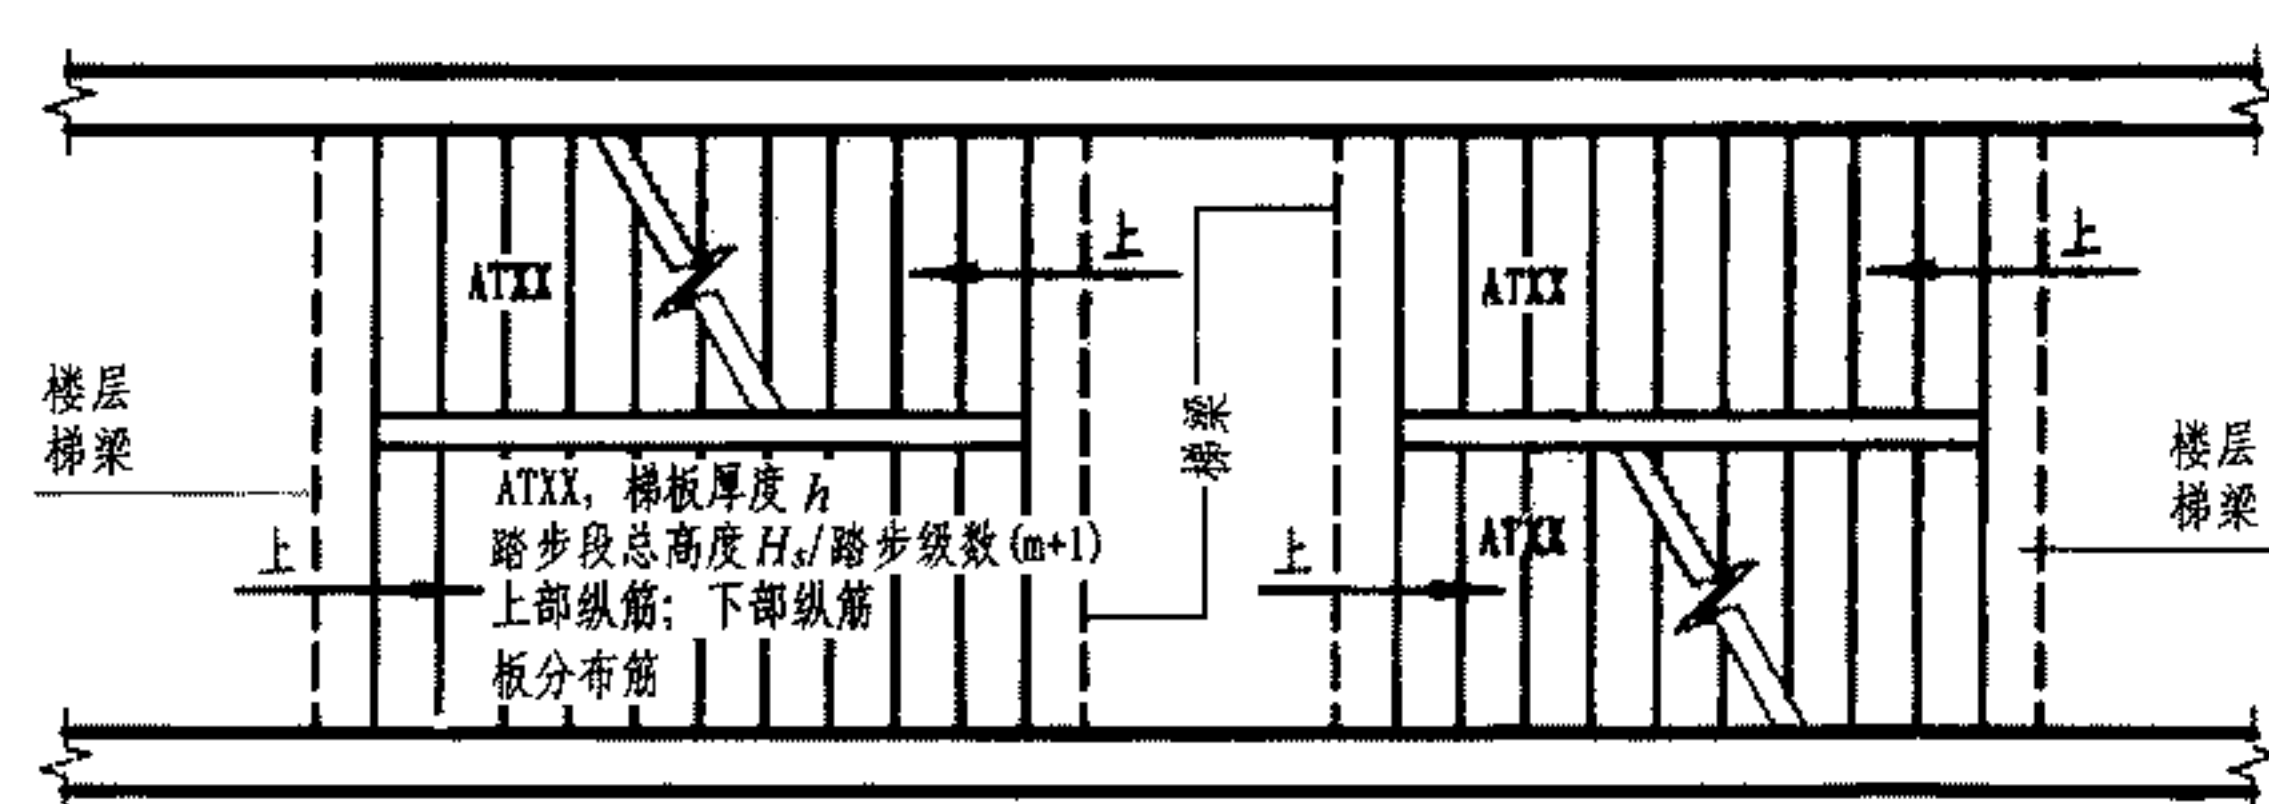 上
上
ATXX
ATXX
楼层
梯梁
梯梁
楼层
梯梁
ATXX, 梯板厚度 h
踏步段总高度 Hs/踏步级数(m+1)
上部纵筋; 下部纵筋
板分布筋
上
上
ATXX